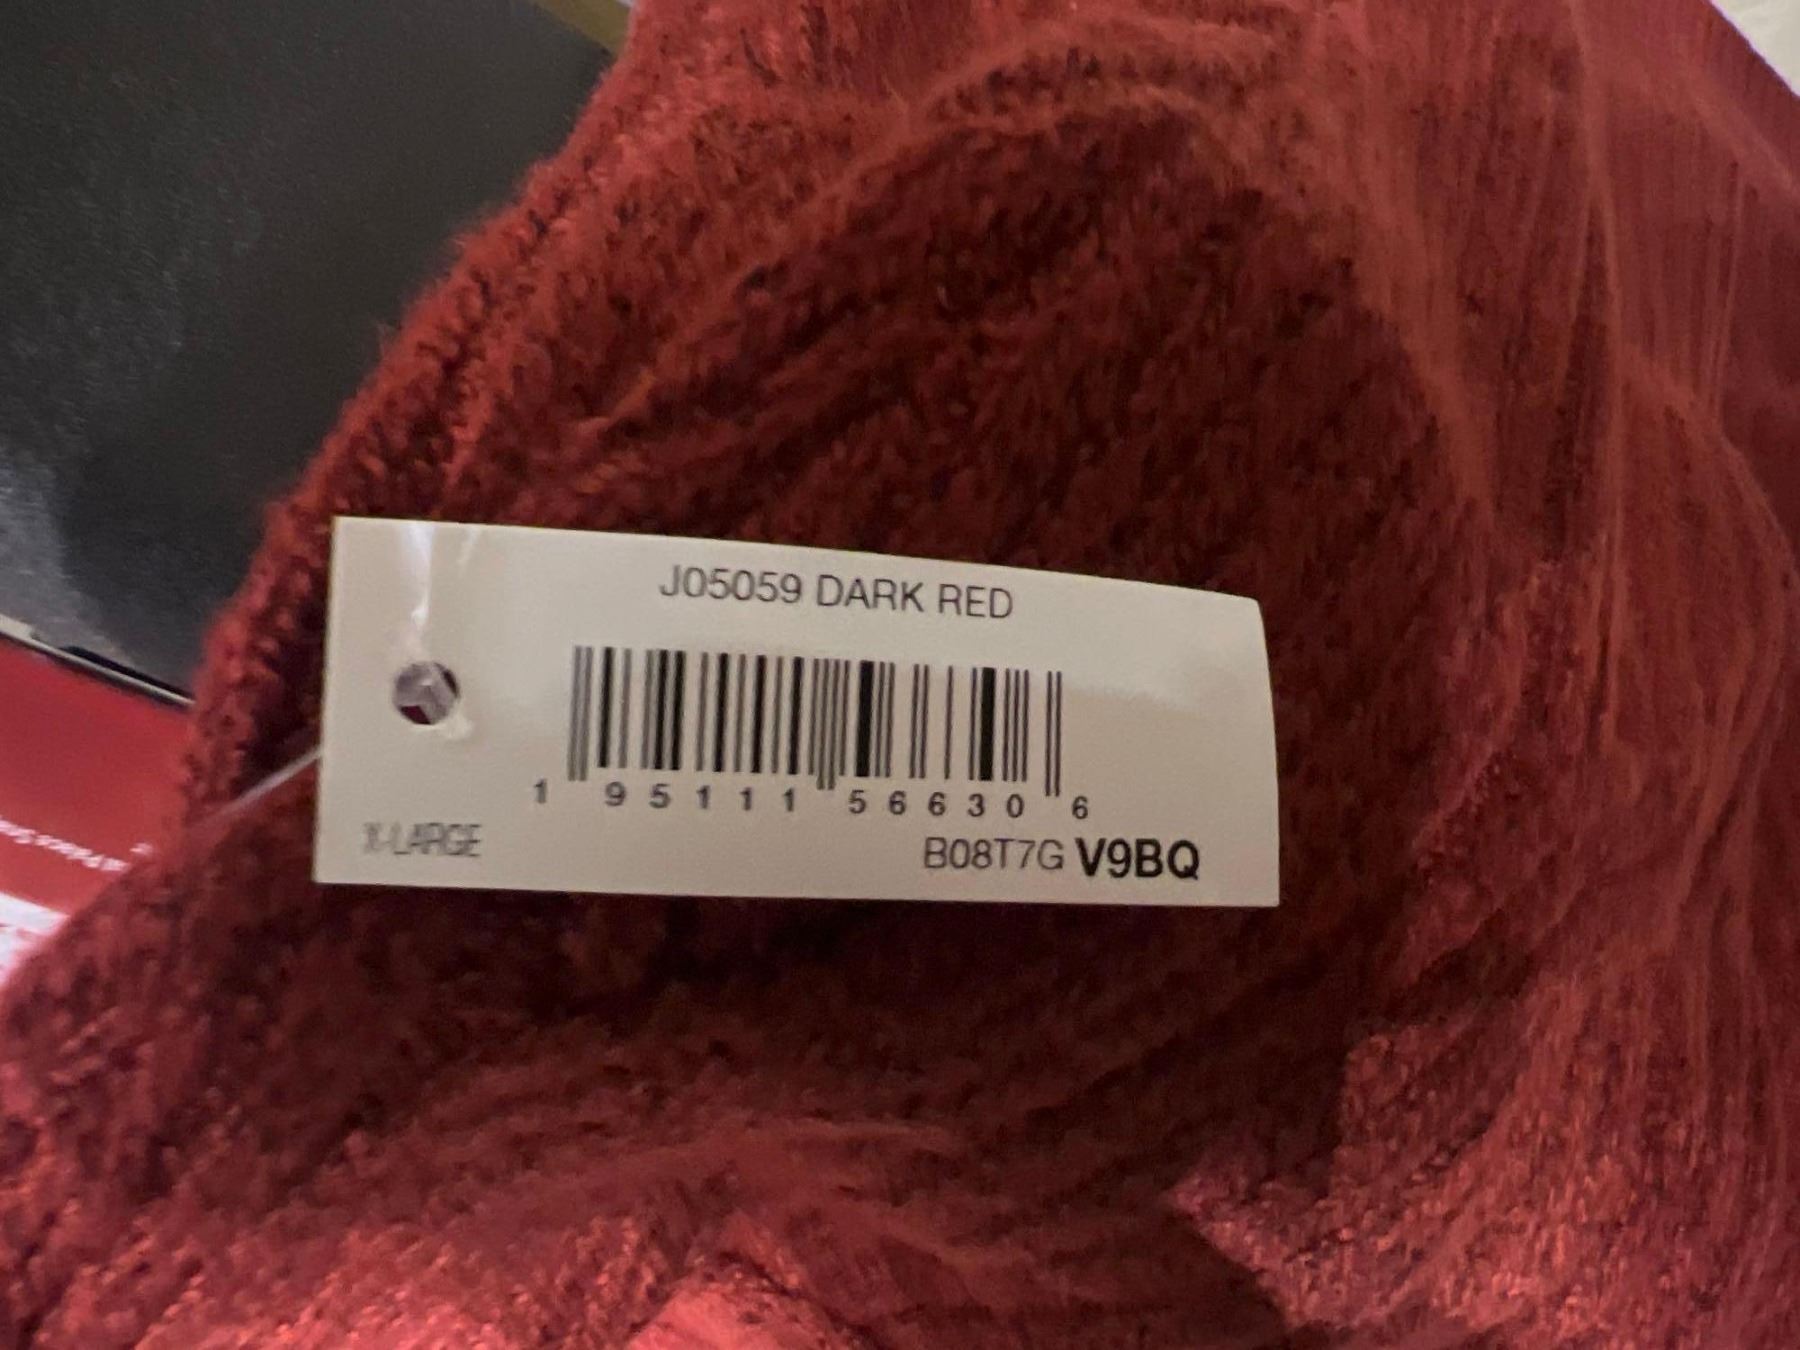 J05059 DARK RED
1 95111 56630 6
X-LARGE
B08T7G V9BQ